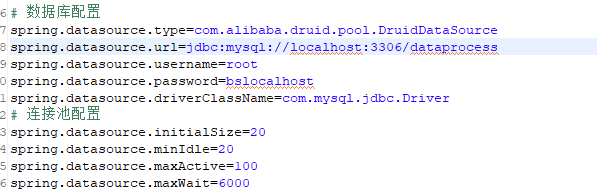 6 # 数据库配置
7 spring.datasource.type=com.alibaba.druid.pool.DruidDataSource
8 spring.datasource.url=jdbc:mysql://localhost:3306/dataprocess
9 spring.datasource.username=root
0 spring.datasource.password=bslocalhost
1 spring.datasource.driverClassName=com.mysql.jdbc.Driver
2 # 连接池配置
3 spring.datasource.initialSize=20
4 spring.datasource.minIdle=20
5 spring.datasource.maxActive=100
6 spring.datasource.maxWait=6000